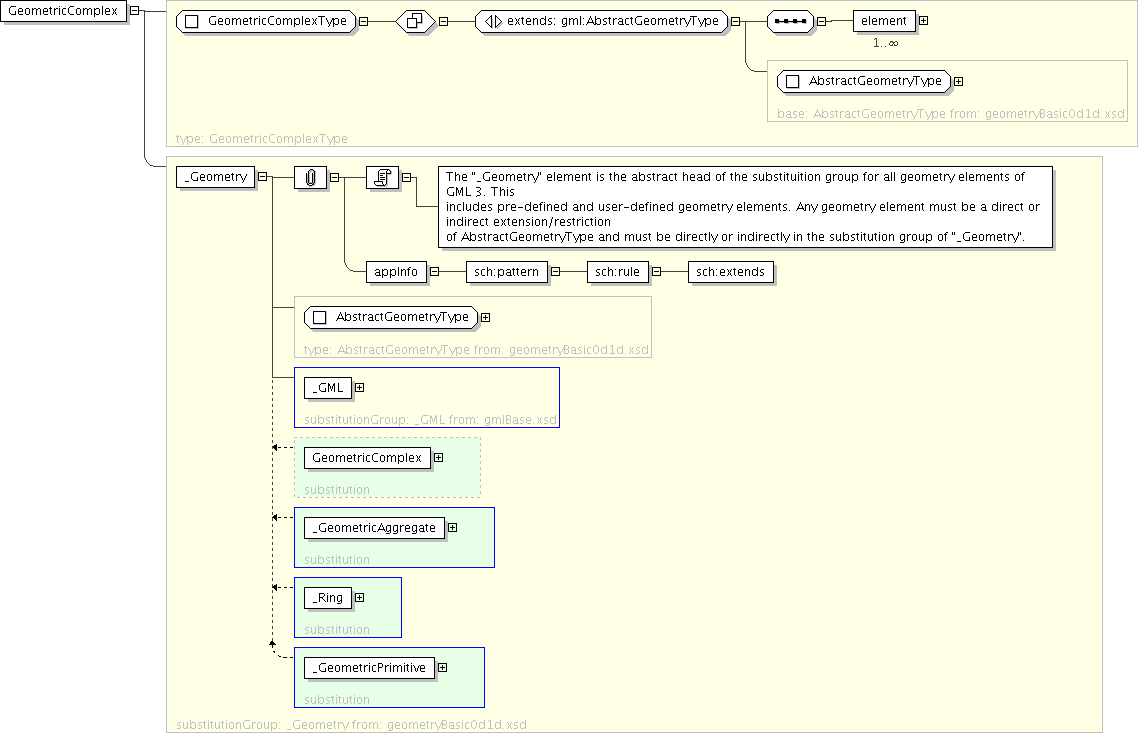 GeometricComplex
GeometricComplexType
extends: gml:AbstractGeometryType
element
1..∞
AbstractGeometryType
base: AbstractGeometryType from: geometryBasic0d1d.xsd
type: GeometricComplexType
_Geometry
The "_Geometry" element is the abstract head of the substituition group for all geometry elements of
GML 3. This
includes pre-defined and user-defined geometry elements. Any geometry element must be a direct or
indirect extension/restriction
of AbstractGeometryType and must be directly or indirectly in the substitution group of "_Geometry".
appInfo
sch:pattern
sch:rule
sch:extends
AbstractGeometryType
type: AbstractGeometryType from: geometryBasic0d1d.xsd
_GML
substitutionGroup: _GML from: gmlBase.xsd
GeometricComplex
substitution
_GeometricAggregate
substitution
_Ring
substitution
_GeometricPrimitive
substitution
substitutionGroup: _Geometry from: geometryBasic0d1d.xsd